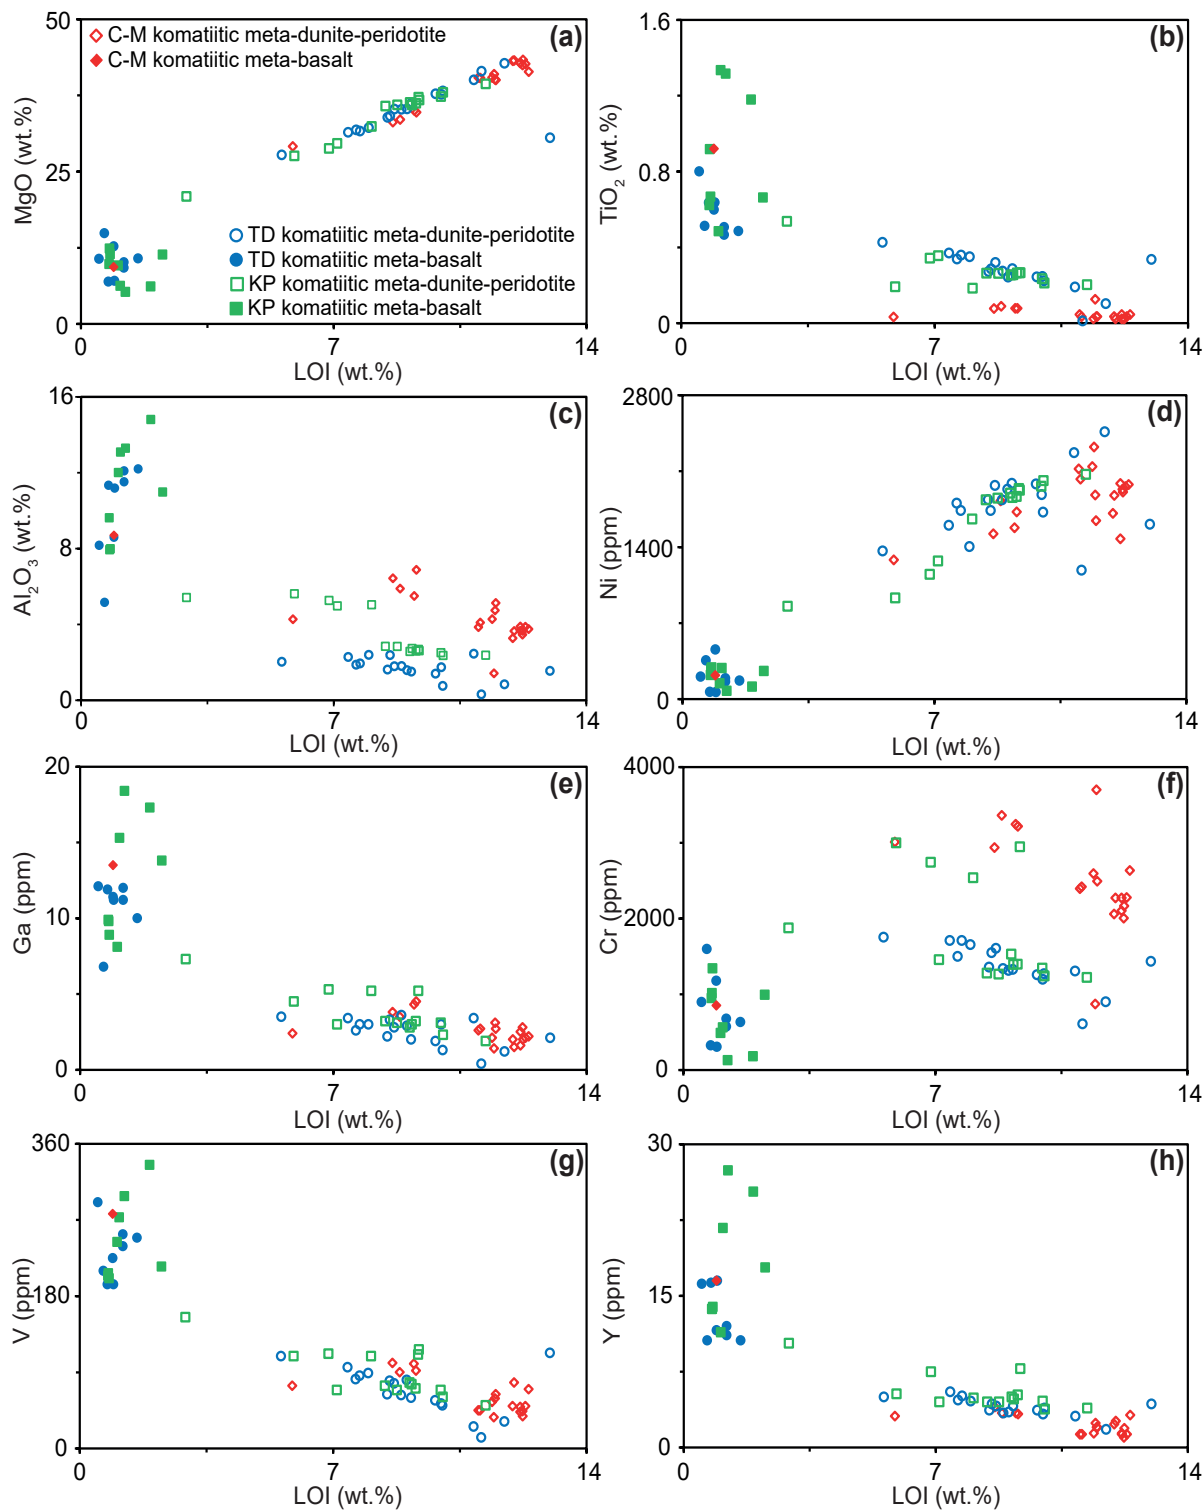 50
25
0
MgO (wt.%)
C-M komatiitic meta-dunite-peridotite
C-M komatiitic meta-basalt
(a)
TD komatiitic meta-dunite-peridotite
TD komatiitic meta-basalt
KP komatiitic meta-dunite-peridotite
KP komatiitic meta-basalt
0
14
LOI (wt.%)
1.6
0.8
0
TiO2 (wt.%)
(b)
0
7
14
LOI (wt.%)
16
8
0
Al2O3 (wt.%)
(c)
0
7
14
LOI (wt.%)
2800
1400
0
Ni (ppm)
(d)
0
7
14
LOI (wt.%)
20
10
0
Ga (ppm)
(e)
0
7
14
LOI (wt.%)
4000
2000
0
Cr (ppm)
(f)
0
7
14
LOI (wt.%)
360
180
0
V (ppm)
(g)
0
7
14
LOI (wt.%)
30
15
0
Y (ppm)
(h)
0
7
14
LOI (wt.%)